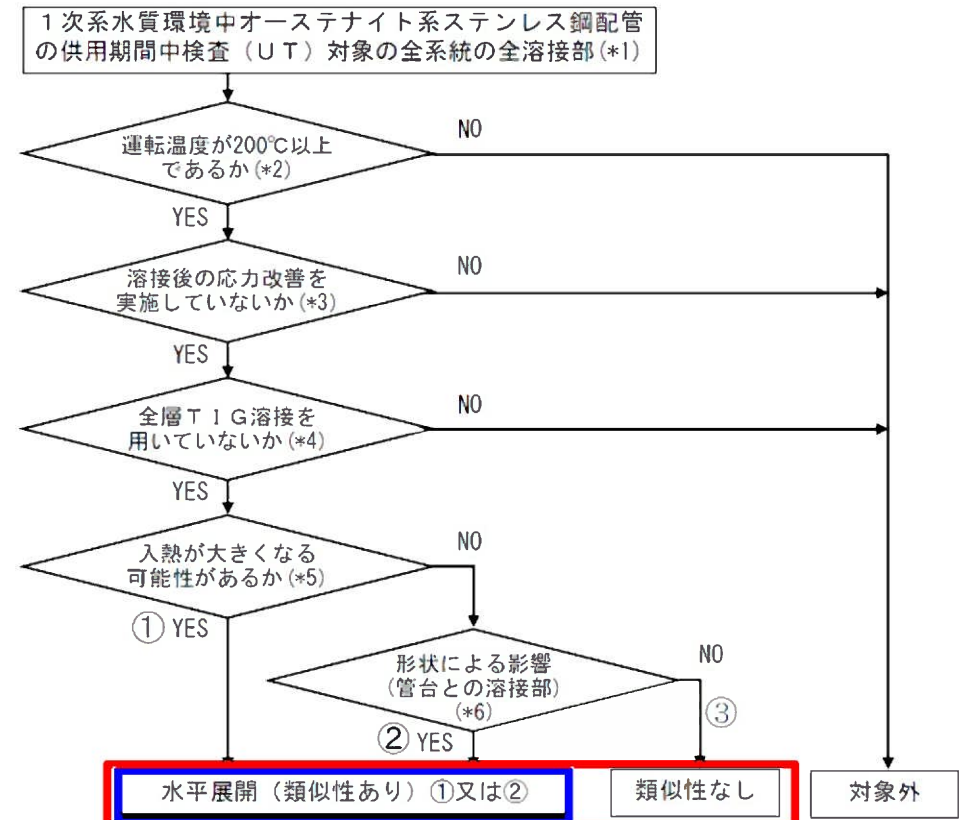 １次系水質環境中オーステナイト系ステンレス鋼配管
の供用期間中検査（ＵＴ）対象の全系統の全溶接部(*1)
運転温度が200℃以上
であるか(*2)
NO
YES
溶接後の応力改善を
実施していないか(*3)
NO
YES
全層ＴＩＧ溶接を
用いていないか(*4)
NO
YES
入熱が大きくなる
可能性があるか(*5)
NO
① YES
形状による影響
(管台との溶接部)
(*6)
NO
③
② YES
水平展開（類似性あり）①又は②
類似性なし
対象外